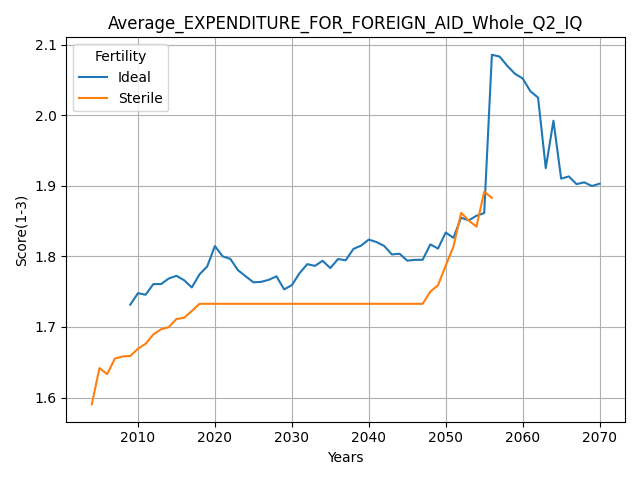 Average_EXPENDITURE_FOR_FOREIGN_AID_Whole_Q2_IQ
2.1
2.0
1.9
1.8
1.7
1.6
Score(1-3)
Fertility
Ideal
Sterile
2010 2020 2030 2040 2050 2060 2070
Years